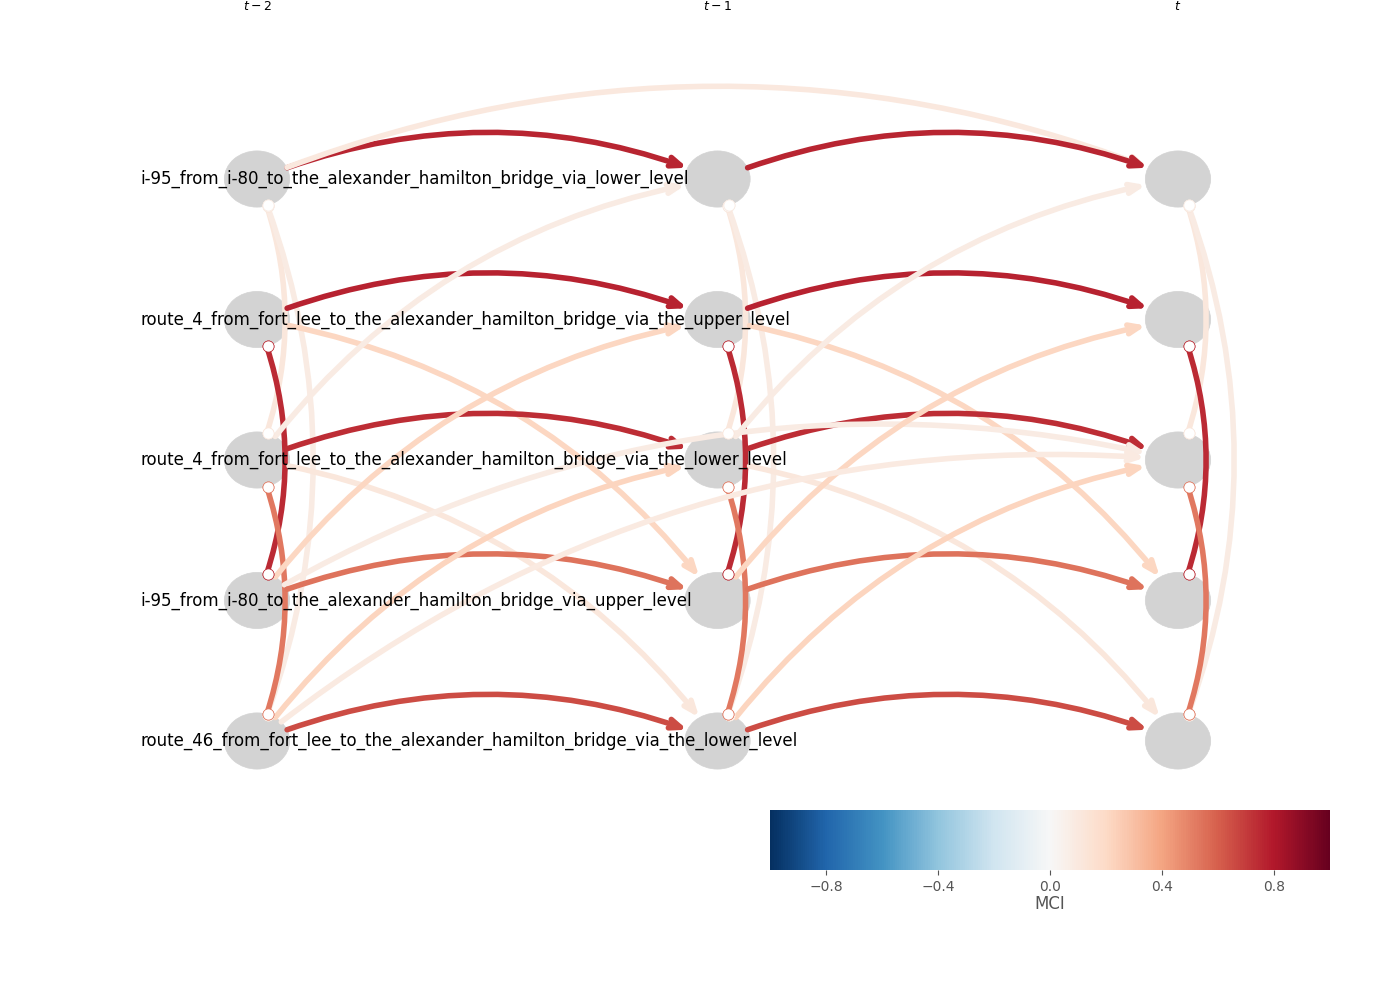 t − 2 t − 1 t
i-95_from_i-80_to_the_alexander_hamilton_bridge_via_lower_level
route_4_from_fort_lee_to_the_alexander_hamilton_bridge_via_the_upper_level
route_4_from_fort_lee_to_the_alexander_hamilton_bridge_via_the_lower_level
i-95_from_i-80_to_the_alexander_hamilton_bridge_via_upper_level
route_46_from_fort_lee_to_the_alexander_hamilton_bridge_via_the_lower_level
−0.8 −0.4 0.0 0.4 0.8
MCI